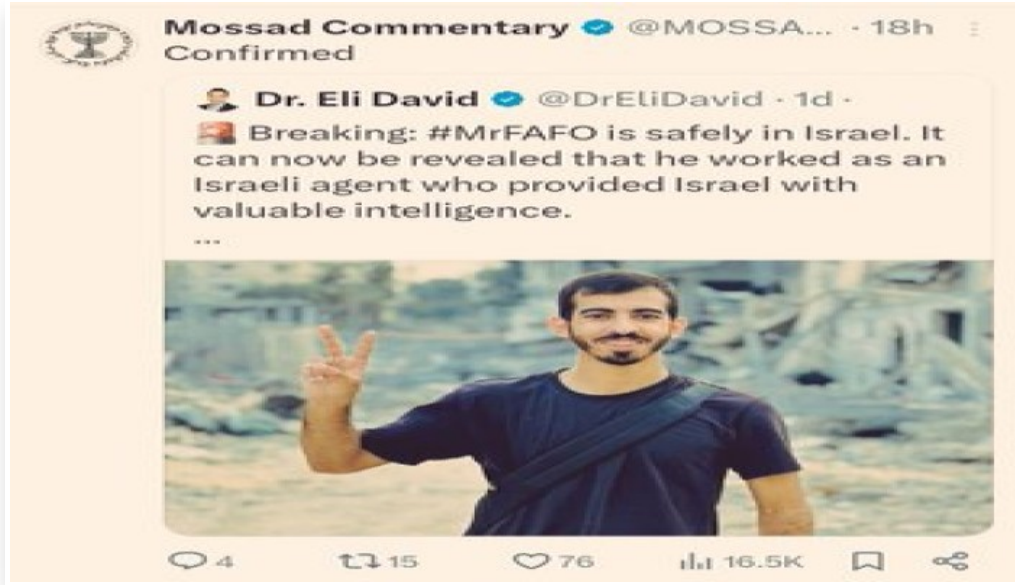 Mossad Commentary @MOSSA... · 18h
Confirmed
Dr. Eli David @DrEliDavid · 1d ·
🚨 Breaking: #MrFAFO is safely in Israel. It
can now be revealed that he worked as an
Israeli agent who provided Israel with
valuable intelligence.
...
4 15 76 16.5K